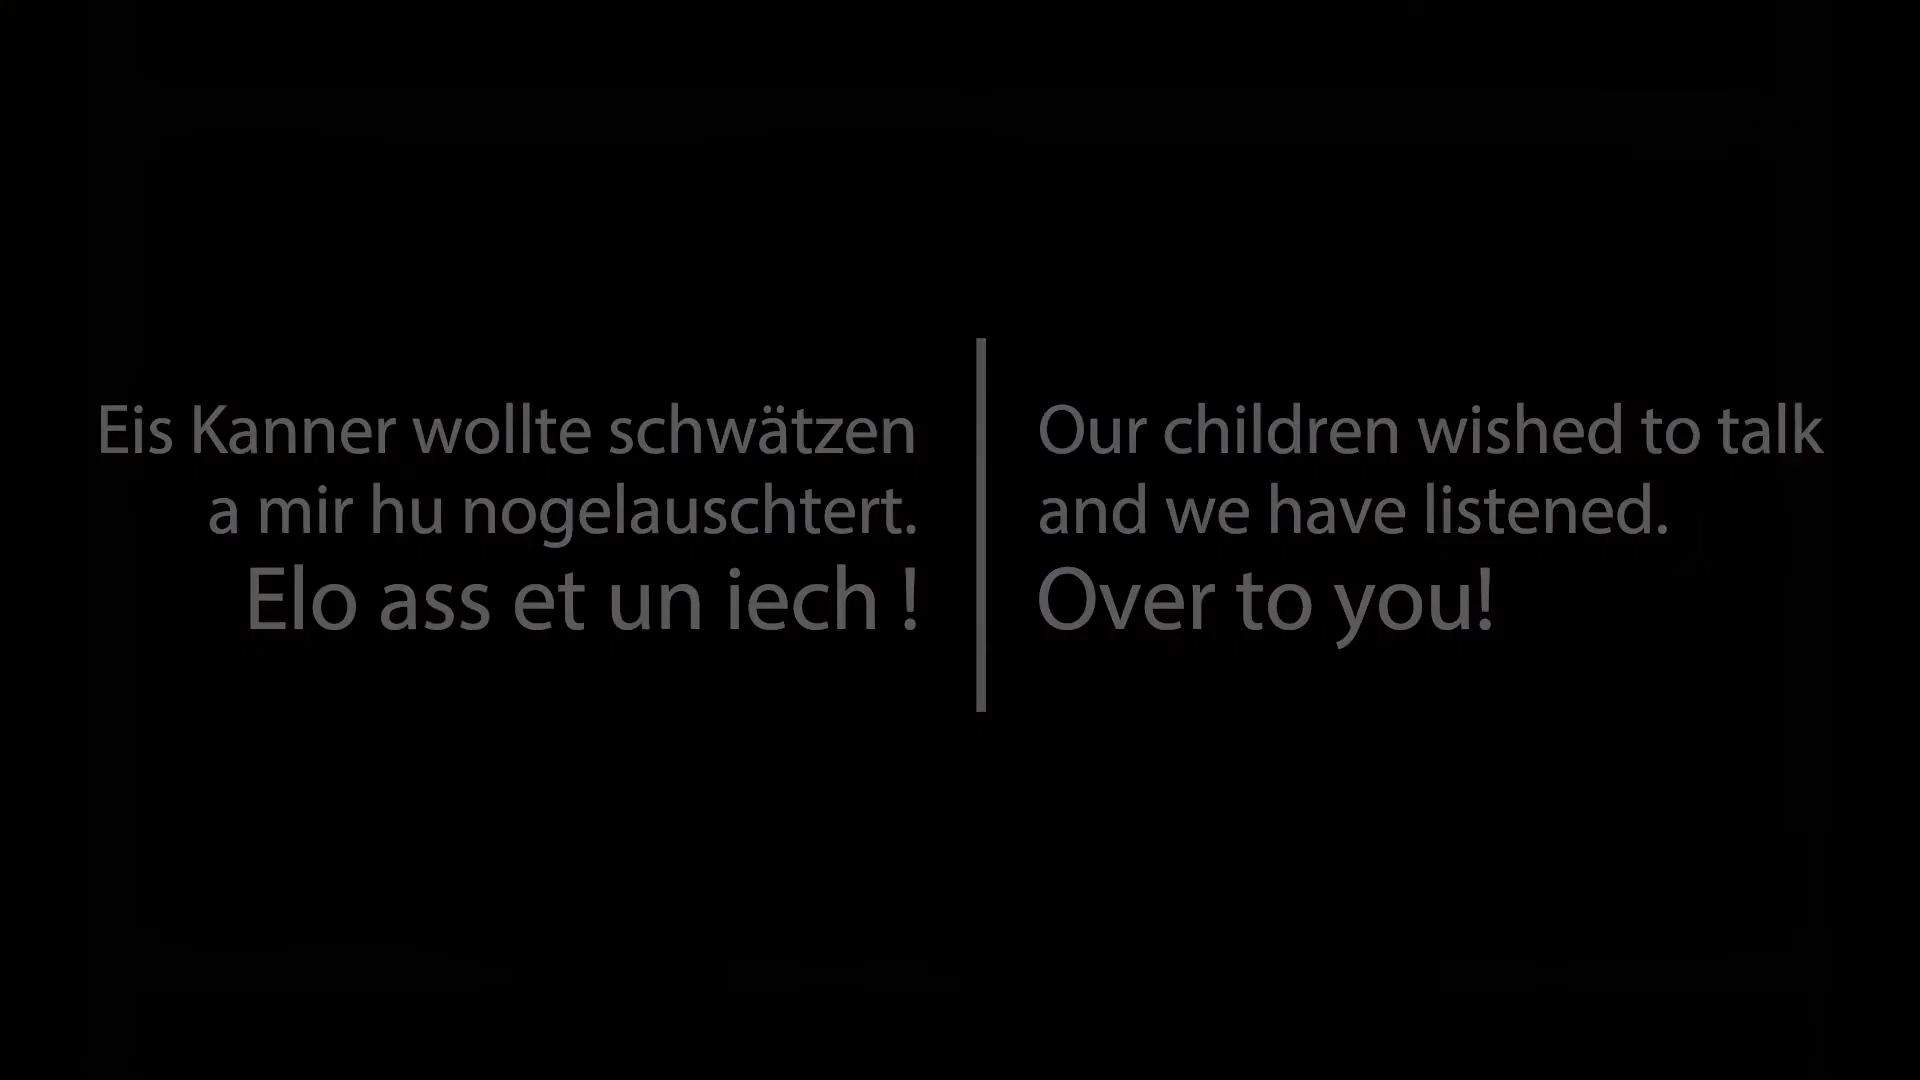 Eis Kanner wollte schwätzen
a mir hu nogelauschtert.
Elo ass et un iech !
Our children wished to talk
and we have listened.
Over to you!